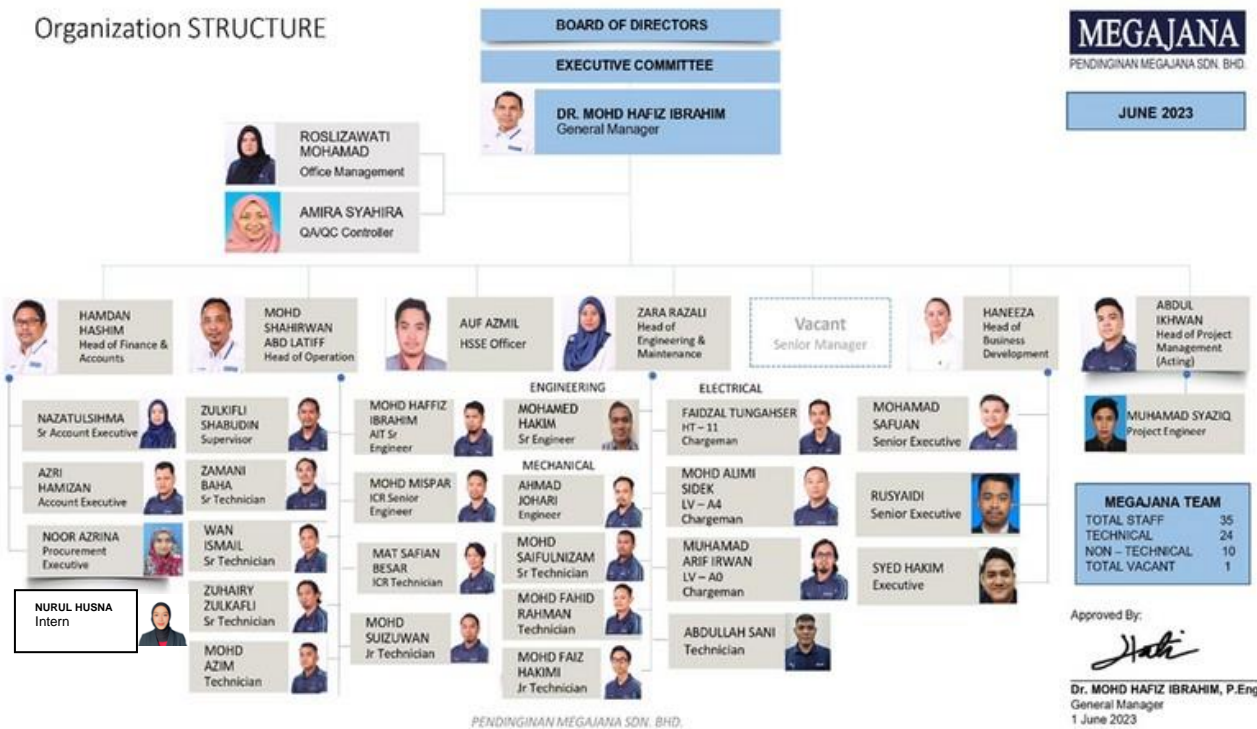 Organization STRUCTURE
BOARD OF DIRECTORS
EXECUTIVE COMMITTEE
DR. MOHD HAFIZ IBRAHIM
General Manager
MEGAJANA
PENDINGINAN MEGAJANA SDN. BHD.
JUNE 2023
ROSLIZAWATI
MOHAMAD
Office Management
AMIRA SYAHIRA
QA/QC Controller
HAMDAN
HASHIM
Head of Finance &
Accounts
MOHD
SHAHIRWAN
ABD LATIFF
Head of Operation
AUF AZMIL
HSSE Officer
ZARA RAZALI
Head of
Engineering &
Maintenance
Vacant
Senior Manager
HANEEZA
Head of
Business
Development
ABDUL
IKHWAN
Head of Project
Management
(Acting)
NAZATULSIHMA
Sr Account Executive
AZRI
HAMIZAN
Account Executive
NOOR AZRINA
Procurement
Executive
NURUL HUSNA
Intern
ZULKIFLI
SHABUDIN
Supervisor
ZAMANI
BAHA
Sr Technician
WAN
ISMAIL
Sr Technician
ZUHAIRY
ZULKAFLI
Sr Technician
MOHD
AZIM
Technician
MOHD HAFFIZ
IBRAHIM
AIT Sr
Engineer
MOHD MISPAR
ICR Senior
Engineer
MAT SAFIAN
BESAR
ICR Technician
MOHD
SUIZUWAN
Jr Technician
ENGINEERING
MOHAMED
HAKIM
Sr Engineer
MECHANICAL
AHMAD
JOHARI
Engineer
MOHD
SAIFULNIZAM
Sr Technician
MOHD FAHID
RAHMAN
Technician
MOHD FAIZ
HAKIMI
Jr Technician
ELECTRICAL
FAIDZAL TUNGAHSER
HT – 11
Chargeman
MOHD ALIMI
SIDEK
LV – A4
Chargeman
MUHAMAD
ARIF IRWAN
LV – A0
Chargeman
ABDULLAH SANI
Technician
MOHAMAD
SAFUAN
Senior Executive
RUSYAIDI
Senior Executive
SYED HAKIM
Executive
MUHAMAD SYAZIQ
Project Engineer
MEGAJANA TEAM
TOTAL STAFF 35
TECHNICAL 24
NON – TECHNICAL 10
TOTAL VACANT 1
Approved By:
Dr. MOHD HAFIZ IBRAHIM, P.Eng
General Manager
1 June 2023
PENDINGINAN MEGAJANA SDN. BHD.